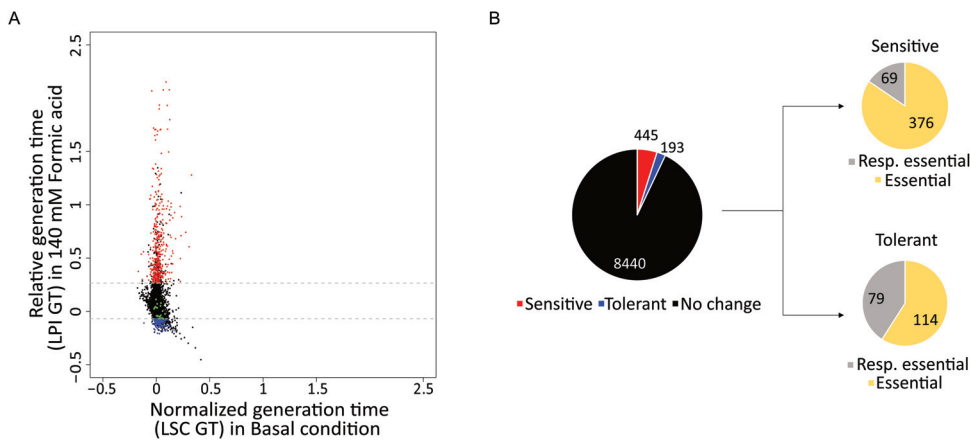 A
B
2.5
2
1.5
1
0.5
0
−0.5
Relative generation time
(LPI GT) in 140 mM Formic acid
−0.5 0 0.5 1 1.5 2 2.5
Normalized generation time
(LSC GT) in Basal condition
445
193
8440
Sensitive Tolerant No change
Sensitive
69
376
Resp. essential
Essential
Tolerant
79
114
Resp. essential
Essential